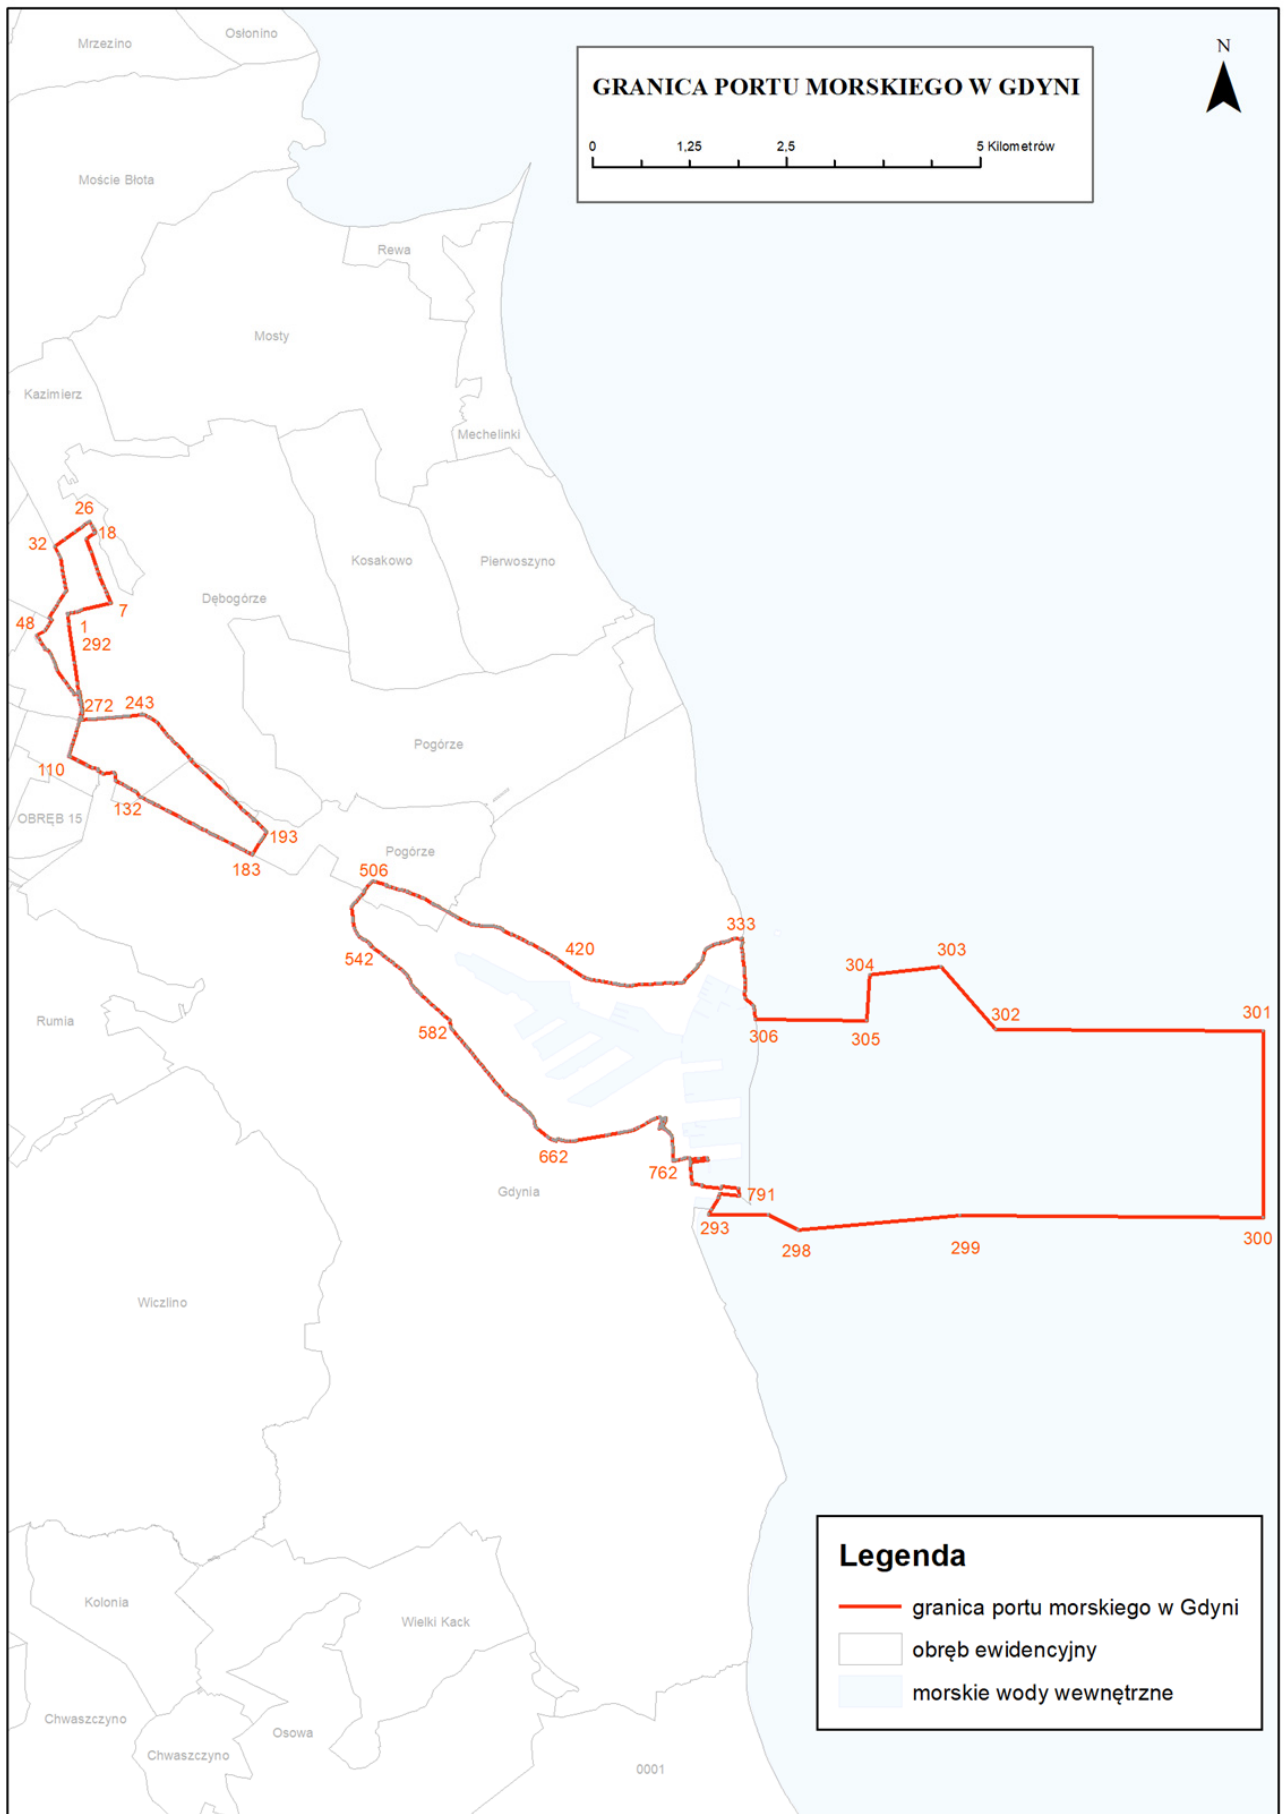 Mrzezino
Osłonino
N
GRANICA PORTU MORSKIEGO W GDYNI
0 1,25 2,5 5 Kilometrów
Moście Błota
Rewa
Mosty
Kazimierz
Mechelinki
26
18
32
Kosakowo
Pierwoszyno
Dębogórze
7
48
1
292
272
243
Pogórze
110
132
OBRĘB 15
193
183
Pogórze
506
333
420
303
304
542
Rumia
582
306
305
302
301
662
762
Gdynia
791
293
298
299
300
Wiczlino
Legenda
granica portu morskiego w Gdyni
obręb ewidencyjny
morskie wody wewnętrzne
Kolonia
Wielki Kack
Chwaszczyno
Osowa
Chwaszczyno
0001